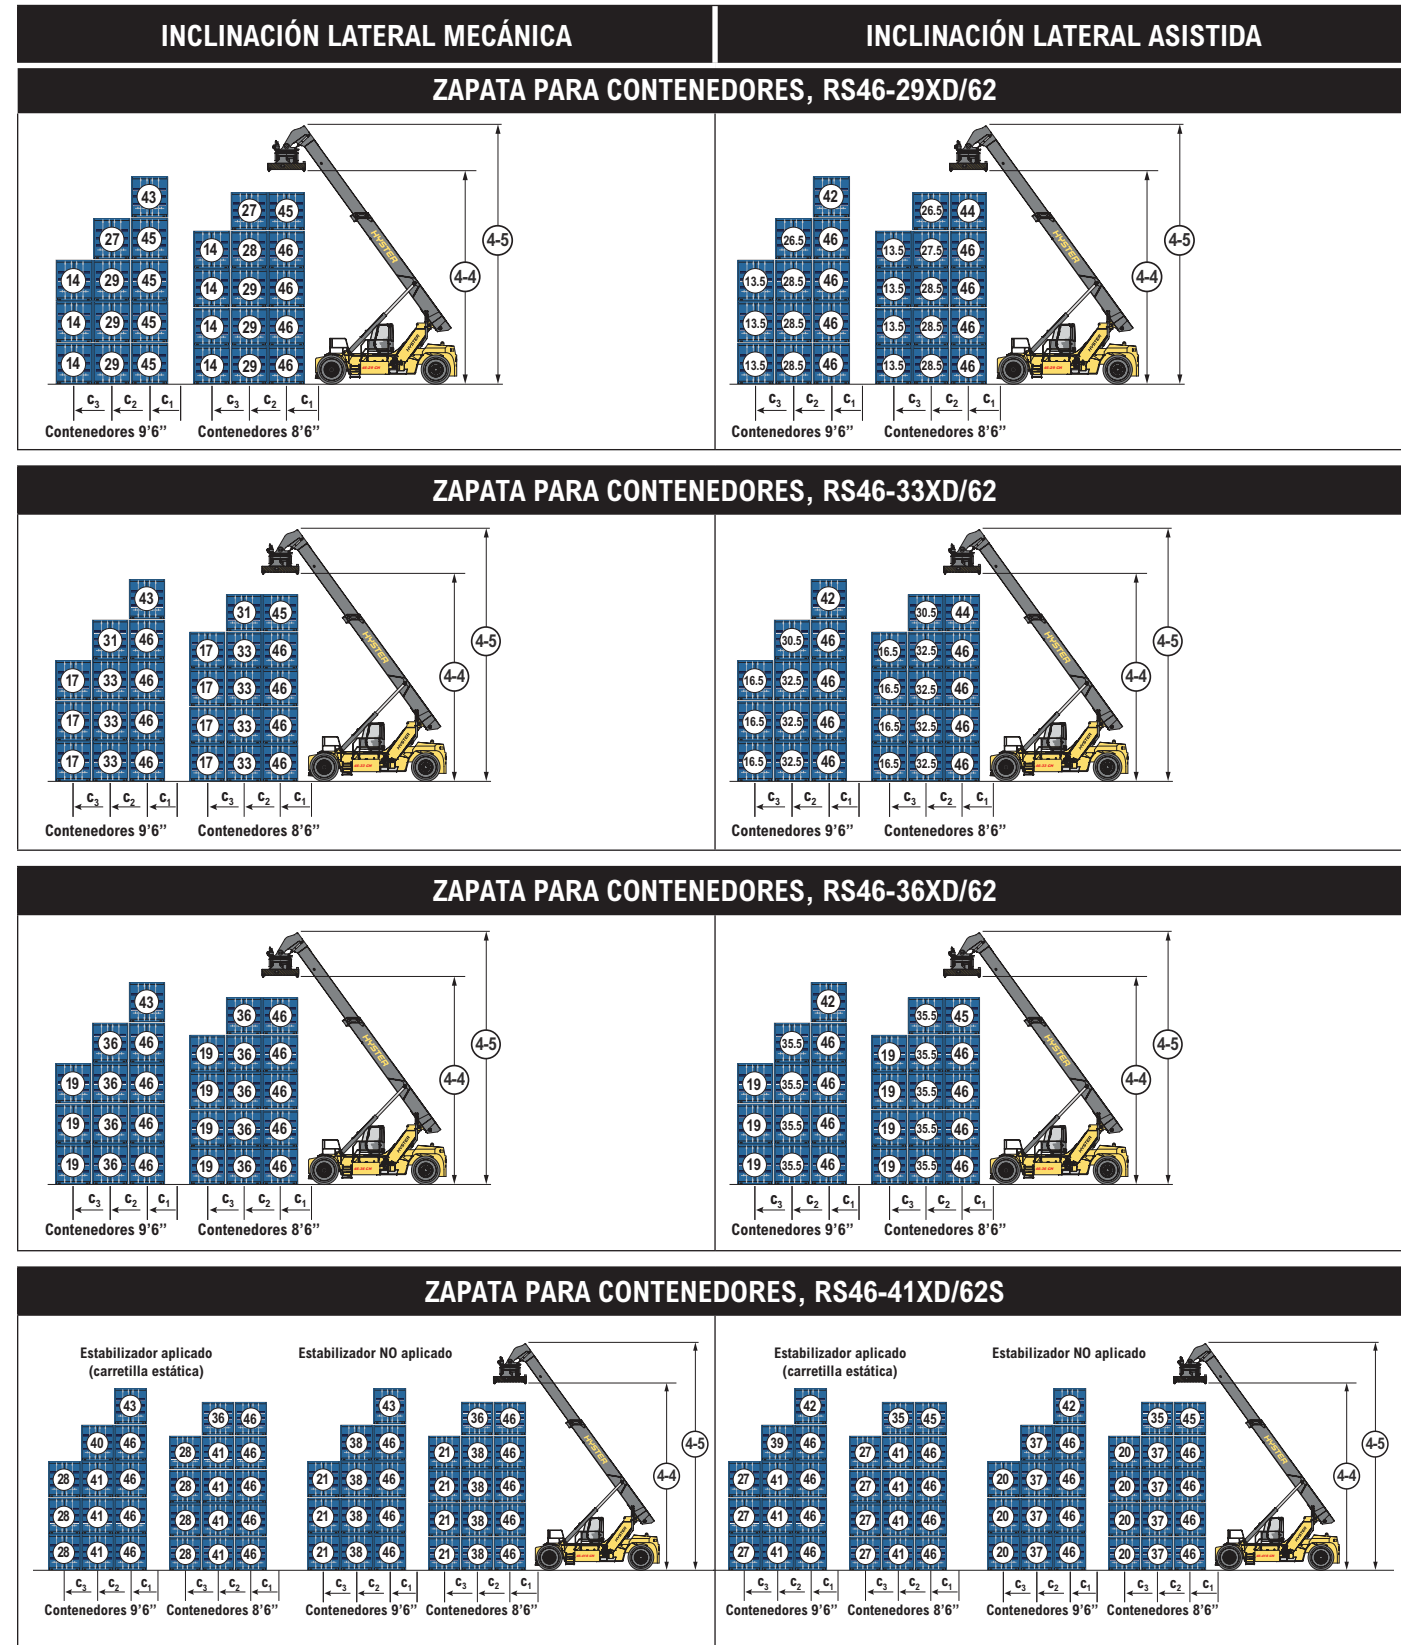 INCLINACIÓN LATERAL MECÁNICA
INCLINACIÓN LATERAL ASISTIDA
ZAPATA PARA CONTENEDORES, RS46-29XD/62
43
27 45
14 29 45
14 29 45
14 29 45
27 45
14 28 46
14 29 46
14 29 46
14 29 46
HYSTER
HYSTER
4-5
4-4
c3 c2 c1
c3 c2 c1
Contenedores 9’6” Contenedores 8’6”
42
26.5 46
13.5 28.5 46
13.5 28.5 46
13.5 28.5 46
26.5 44
13.5 27.5 46
13.5 28.5 46
13.5 28.5 46
13.5 28.5 46
HYSTER
HYSTER
4-5
4-4
c3 c2 c1
c3 c2 c1
Contenedores 9’6” Contenedores 8’6”
ZAPATA PARA CONTENEDORES, RS46-33XD/62
43
31 46
17 33 46
17 33 46
17 33 46
31 45
17 33 46
17 33 46
17 33 46
17 33 46
HYSTER
HYSTER
4-5
4-4
c3 c2 c1
c3 c2 c1
Contenedores 9’6” Contenedores 8’6”
42
30.5 46
16.5 32.5 46
16.5 32.5 46
16.5 32.5 46
30.5 44
16.5 32.5 46
16.5 32.5 46
16.5 32.5 46
16.5 32.5 46
HYSTER
HYSTER
4-5
4-4
c3 c2 c1
c3 c2 c1
Contenedores 9’6” Contenedores 8’6”
ZAPATA PARA CONTENEDORES, RS46-36XD/62
43
36 46
19 36 46
19 36 46
19 36 46
36 46
19 36 46
19 36 46
19 36 46
19 36 46
HYSTER
HYSTER
4-5
4-4
c3 c2 c1
c3 c2 c1
Contenedores 9’6” Contenedores 8’6”
42
35.5 46
19 35.5 46
19 35.5 46
19 35.5 46
35.5 45
19 35.5 46
19 35.5 46
19 35.5 46
19 35.5 46
HYSTER
HYSTER
4-5
4-4
c3 c2 c1
c3 c2 c1
Contenedores 9’6” Contenedores 8’6”
ZAPATA PARA CONTENEDORES, RS46-41XD/62S
Estabilizador aplicado
(carretilla estática)
43
40 46
28 41 46
28 41 46
28 41 46
36 46
28 41 46
28 41 46
28 41 46
28 41 46
Estabilizador NO aplicado
43
38 46
21 38 46
21 38 46
21 38 46
36 46
21 38 46
21 38 46
21 38 46
21 38 46
HYSTER
HYSTER
4-5
4-4
c3 c2 c1
c3 c2 c1
c3 c2 c1
c3 c2 c1
Contenedores 9’6” Contenedores 8’6”
Contenedores 9’6” Contenedores 8’6”
Estabilizador aplicado
(carretilla estática)
42
39 46
27 41 46
27 41 46
27 41 46
35 45
27 41 46
27 41 46
27 41 46
27 41 46
Estabilizador NO aplicado
42
37 46
20 37 46
20 37 46
20 37 46
35 45
20 37 46
20 37 46
20 37 46
20 37 46
HYSTER
HYSTER
4-5
4-4
c3 c2 c1
c3 c2 c1
c3 c2 c1
c3 c2 c1
Contenedores 9’6” Contenedores 8’6”
Contenedores 9’6” Contenedores 8’6”